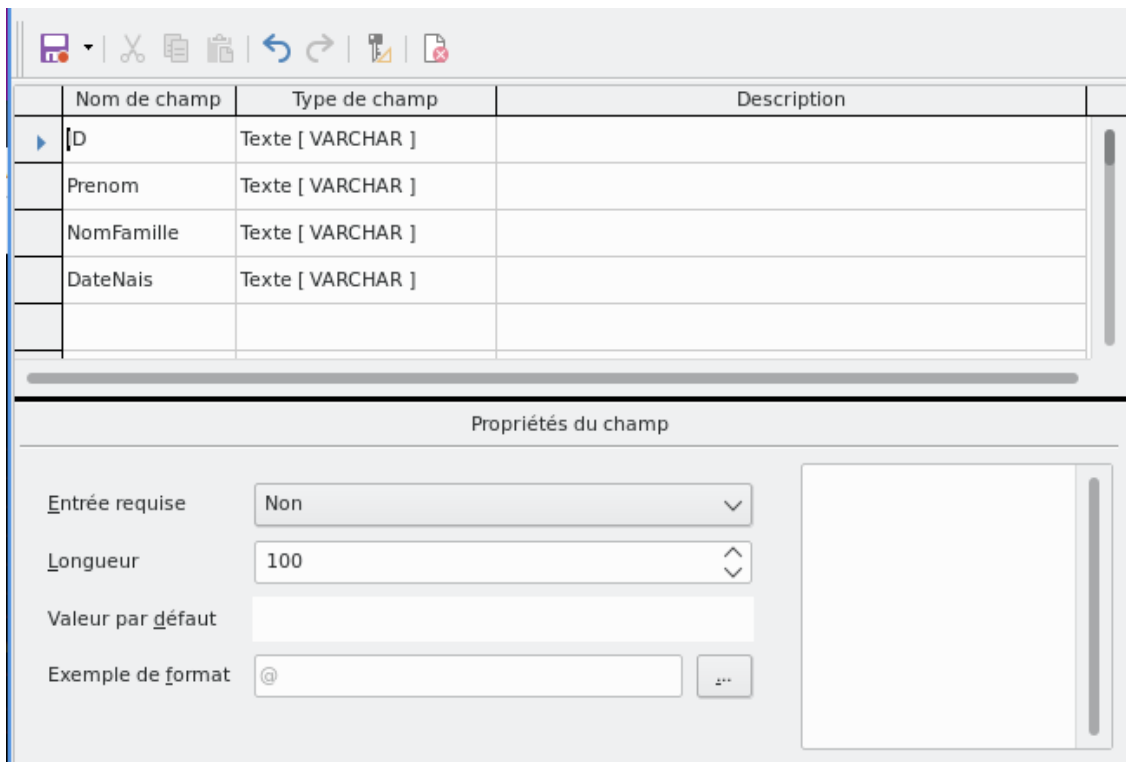 Nom de champ Type de champ Description
ID Texte [ VARCHAR ]
Prenom Texte [ VARCHAR ]
NomFamille Texte [ VARCHAR ]
DateNais Texte [ VARCHAR ]
Propriétés du champ
Entrée requise Non
Longueur 100
Valeur par défaut
Exemple de format @ ...